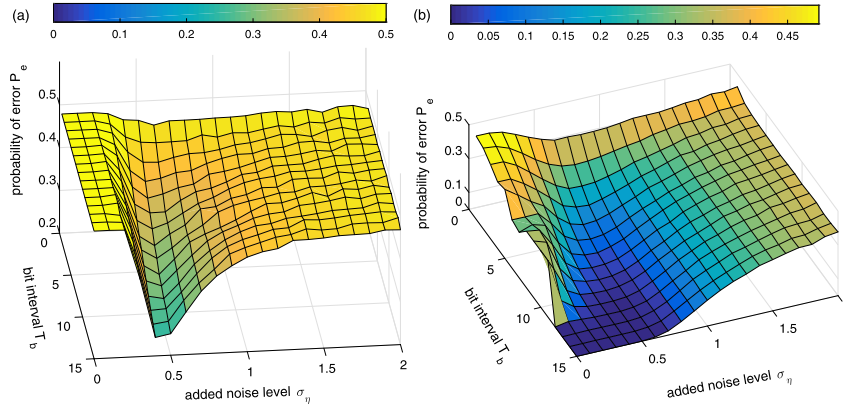 (a)
0 0.1 0.2 0.3 0.4 0.5
probability of error P e
0.5
0.4
0.3
0.2
0
5
10
15
bit interval T b
0 0.5 1 1.5 2
added noise level σ η
(b)
0 0.05 0.1 0.15 0.2 0.25 0.3 0.35 0.4 0.45
probability of error P e
0.5
0.3
0.1
0
0
5
10
15
bit interval T b
0 0.5 1 1.5
added noise level σ η